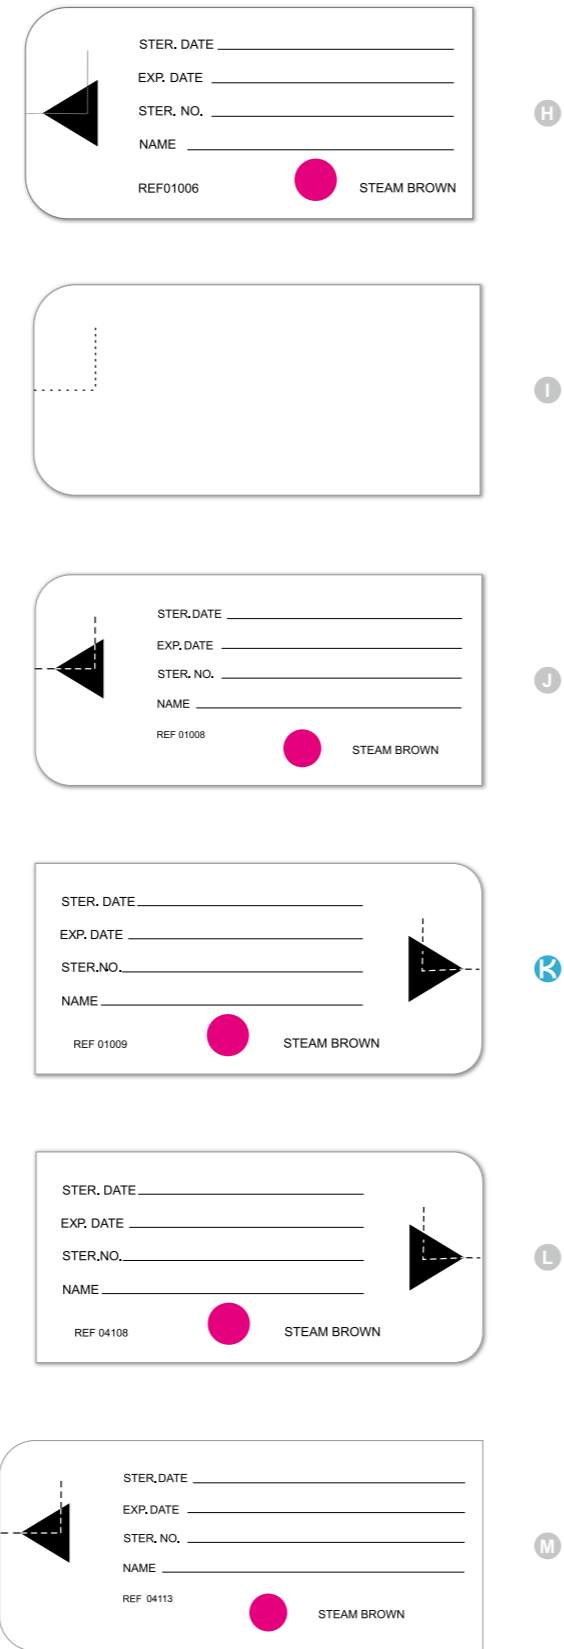 STER. DATE
EXP. DATE
STER. NO.
NAME
REF01006 STEAM BROWN
H
I
STER.DATE
EXP.DATE
STER. NO.
NAME
REF 01008
STEAM BROWN
J
STER. DATE
EXP. DATE
STER.NO.
NAME
REF 01009 STEAM BROWN
K
STER. DATE
EXP. DATE
STER.NO.
NAME
REF 04108 STEAM BROWN
L
STER.DATE
EXP.DATE
STER. NO.
NAME
REF 04113
STEAM BROWN
M